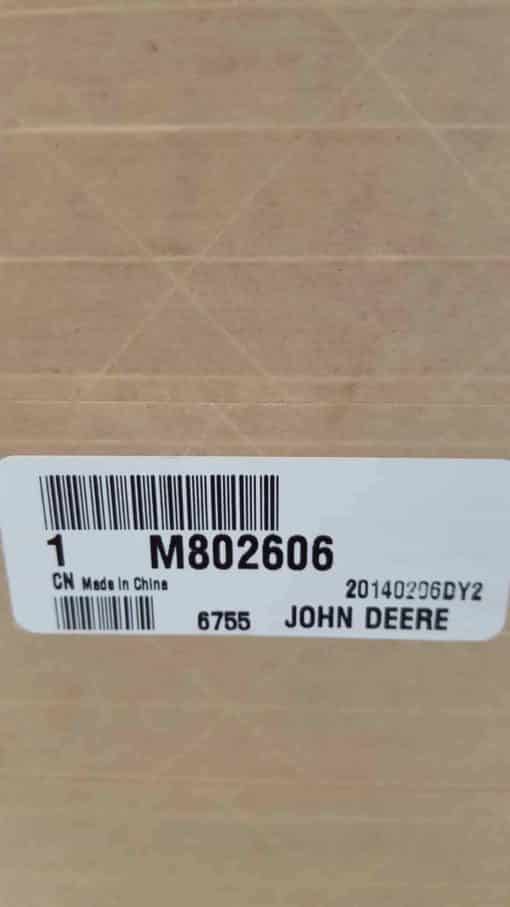 1 M802606
CN Made in China
20140206DY2
6755 JOHN DEERE